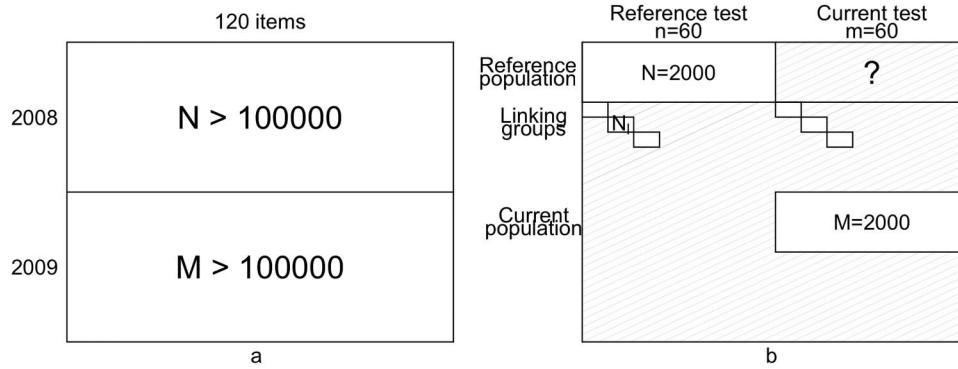 120 items
2008
N > 100000
2009
M > 100000
a
Reference test
n=60
Current test
m=60
Reference
population
N=2000
?
Linking
groups
Nl
Current
population
M=2000
b